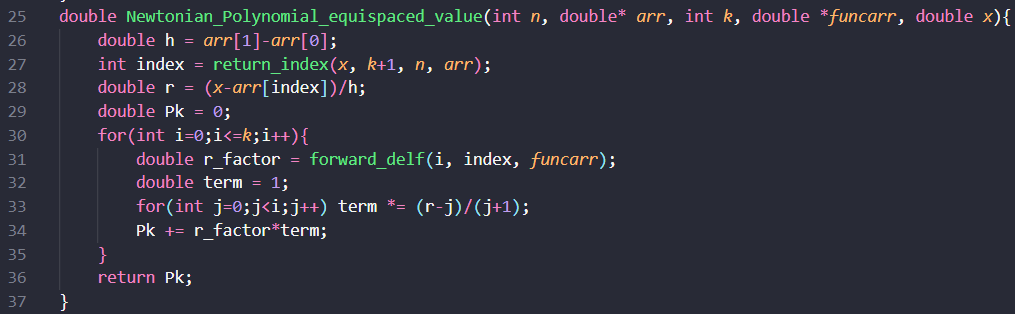 25 double Newtonian_Polynomial_equispaced_value(int n, double* arr, int k, double *funcarr, double x){
26     double h = arr[1]-arr[0];
27     int index = return_index(x, k+1, n, arr);
28     double r = (x-arr[index])/h;
29     double Pk = 0;
30     for(int i=0;i<=k;i++){
31         double r_factor = forward_delf(i, index, funcarr);
32         double term = 1;
33         for(int j=0;j<i;j++) term *= (r-j)/(j+1);
34         Pk += r_factor*term;
35     }
36     return Pk;
37 }